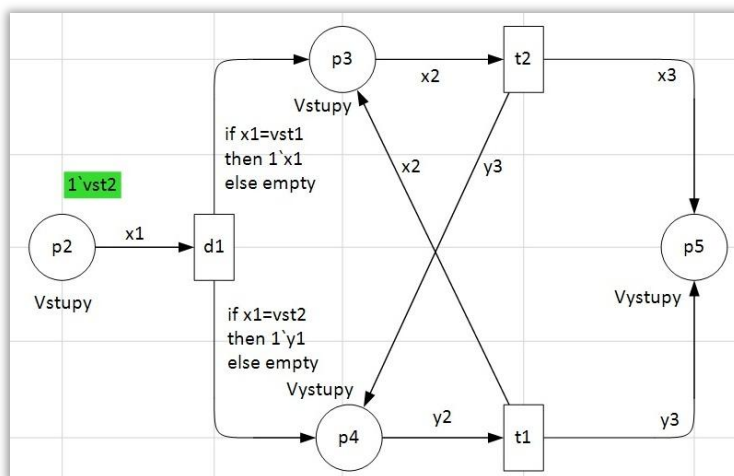 p3
x2
t2
x3
Vstupy
if x1=vst1
then 1`x1
else empty
x2
y3
1`vst2
p2
x1
d1
p5
Vstupy
Vystupy
if x1=vst2
then 1`y1
else empty
Vystupy
p4
y2
t1
y3